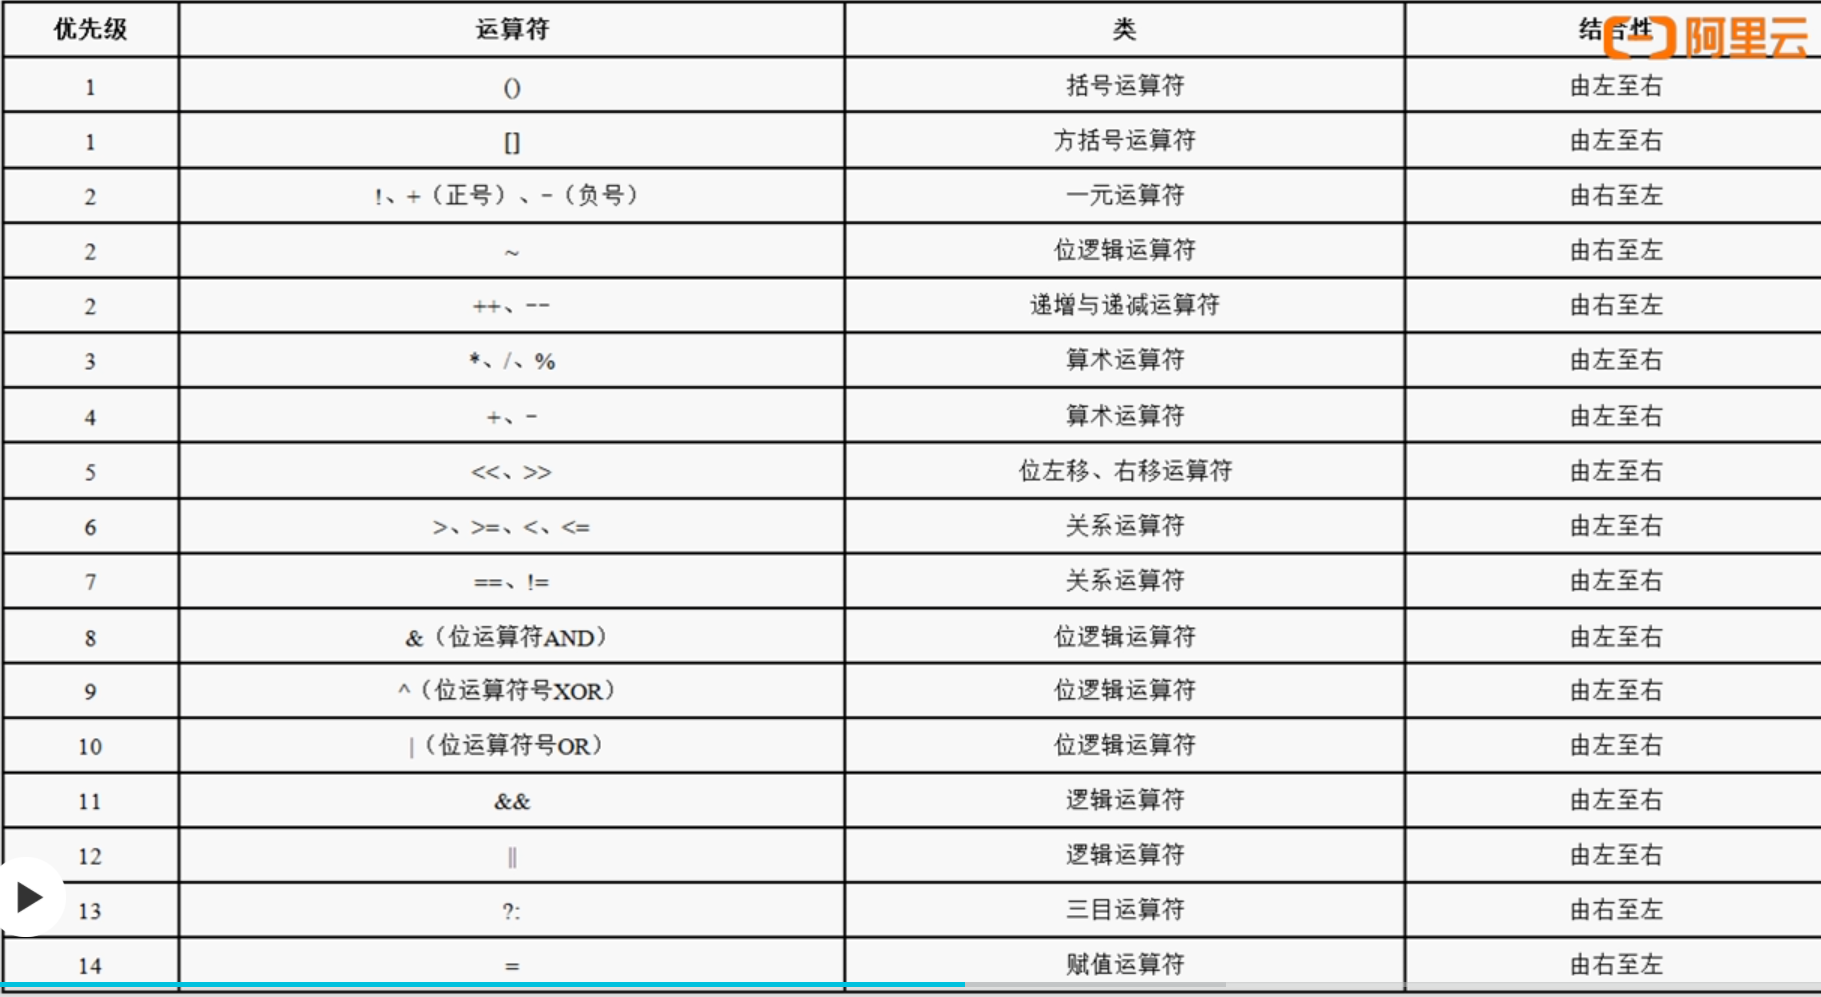 优先级 运算符 类 结合性 阿里云
1 () 括号运算符 由左至右
1 [] 方括号运算符 由左至右
2 !、+（正号）、-（负号） 一元运算符 由右至左
2 ~ 位逻辑运算符 由右至左
2 ++、-- 递增与递减运算符 由右至左
3 *、/、% 算术运算符 由左至右
4 +、- 算术运算符 由左至右
5 <<、>> 位左移、右移运算符 由左至右
6 >、>=、<、<= 关系运算符 由左至右
7 ==、!= 关系运算符 由左至右
8 &（位运算符AND） 位逻辑运算符 由左至右
9 ^（位运算符号XOR） 位逻辑运算符 由左至右
10 |（位运算符号OR） 位逻辑运算符 由左至右
11 && 逻辑运算符 由左至右
12 || 逻辑运算符 由左至右
13 ?: 三目运算符 由右至左
14 = 赋值运算符 由右至左